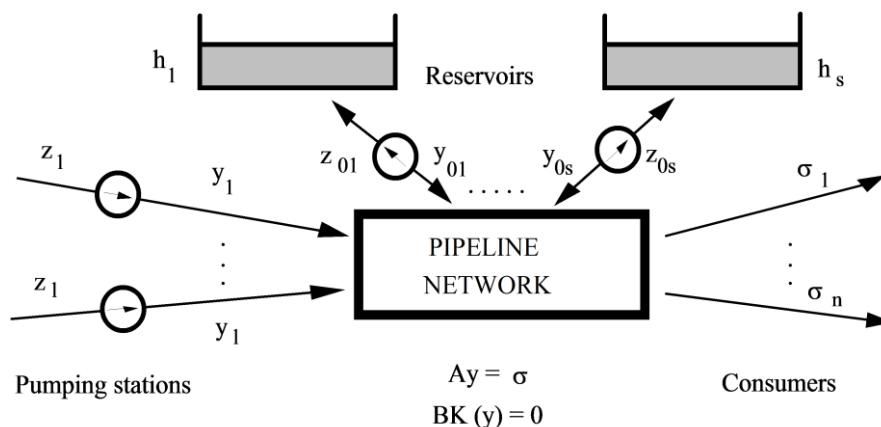 h1
Reservoirs
hs
z1
y1
z01
y01
.....
y0s
z0s
σ1
PIPELINE
NETWORK
z1
y1
σn
Pumping stations
Ay = σ
BK (y) = 0
Consumers